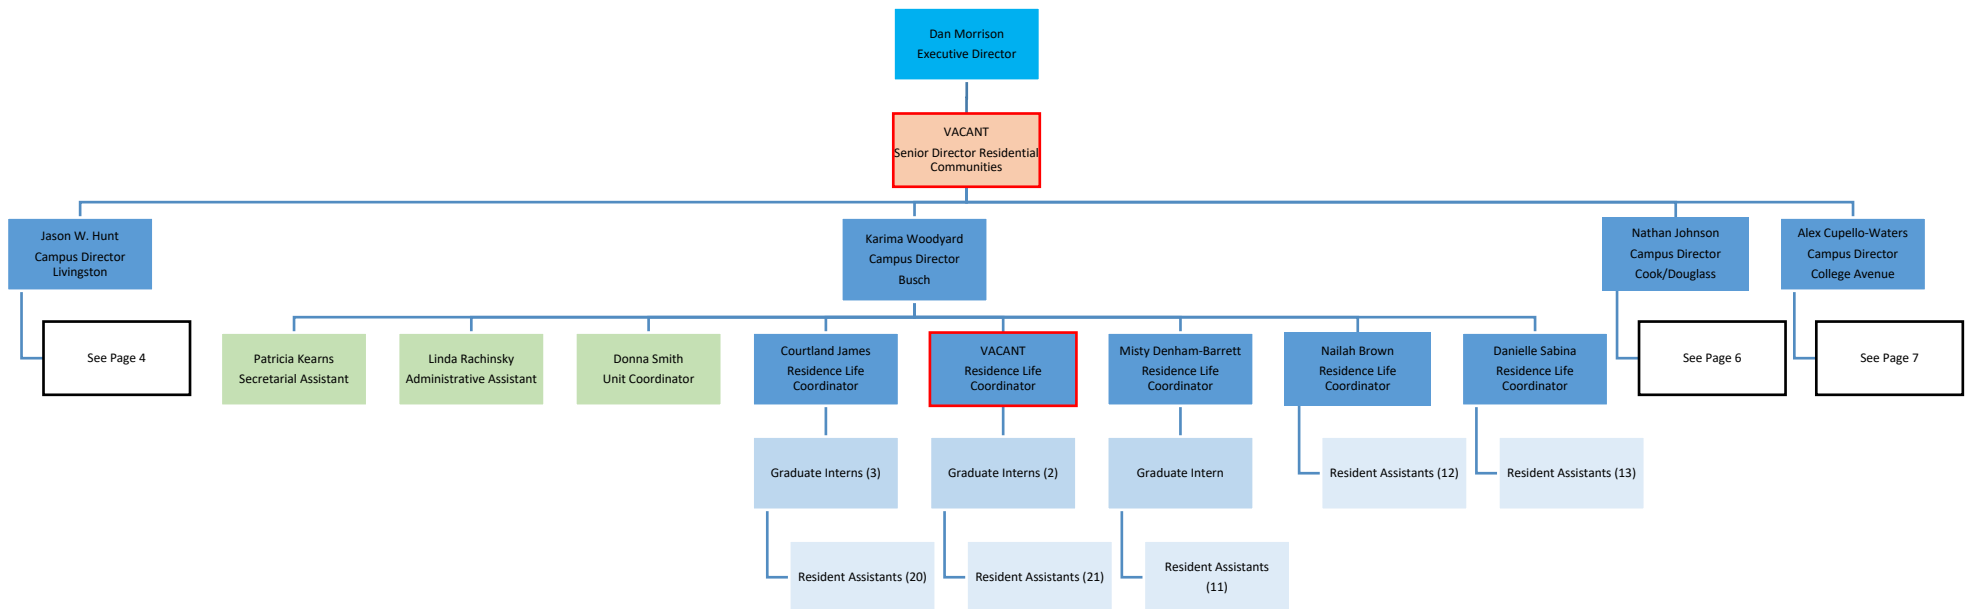 Dan Morrison
Executive Director
VACANT
Senior Director Residential
Communities
Jason W. Hunt
Campus Director
Livingston
Karima Woodyard
Campus Director
Busch
Nathan Johnson
Campus Director
Cook/Douglass
Alex Cupello-Waters
Campus Director
College Avenue
See Page 4
Patricia Kearns
Secretarial Assistant
Linda Rachinsky
Administrative Assistant
Donna Smith
Unit Coordinator
Courtland James
Residence Life
Coordinator
VACANT
Residence Life
Coordinator
Misty Denham-Barrett
Residence Life
Coordinator
Nailah Brown
Residence Life
Coordinator
Danielle Sabina
Residence Life
Coordinator
See Page 6
See Page 7
Graduate Interns (3)
Graduate Interns (2)
Graduate Intern
Resident Assistants (12)
Resident Assistants (13)
Resident Assistants (20)
Resident Assistants (21)
Resident Assistants
(11)